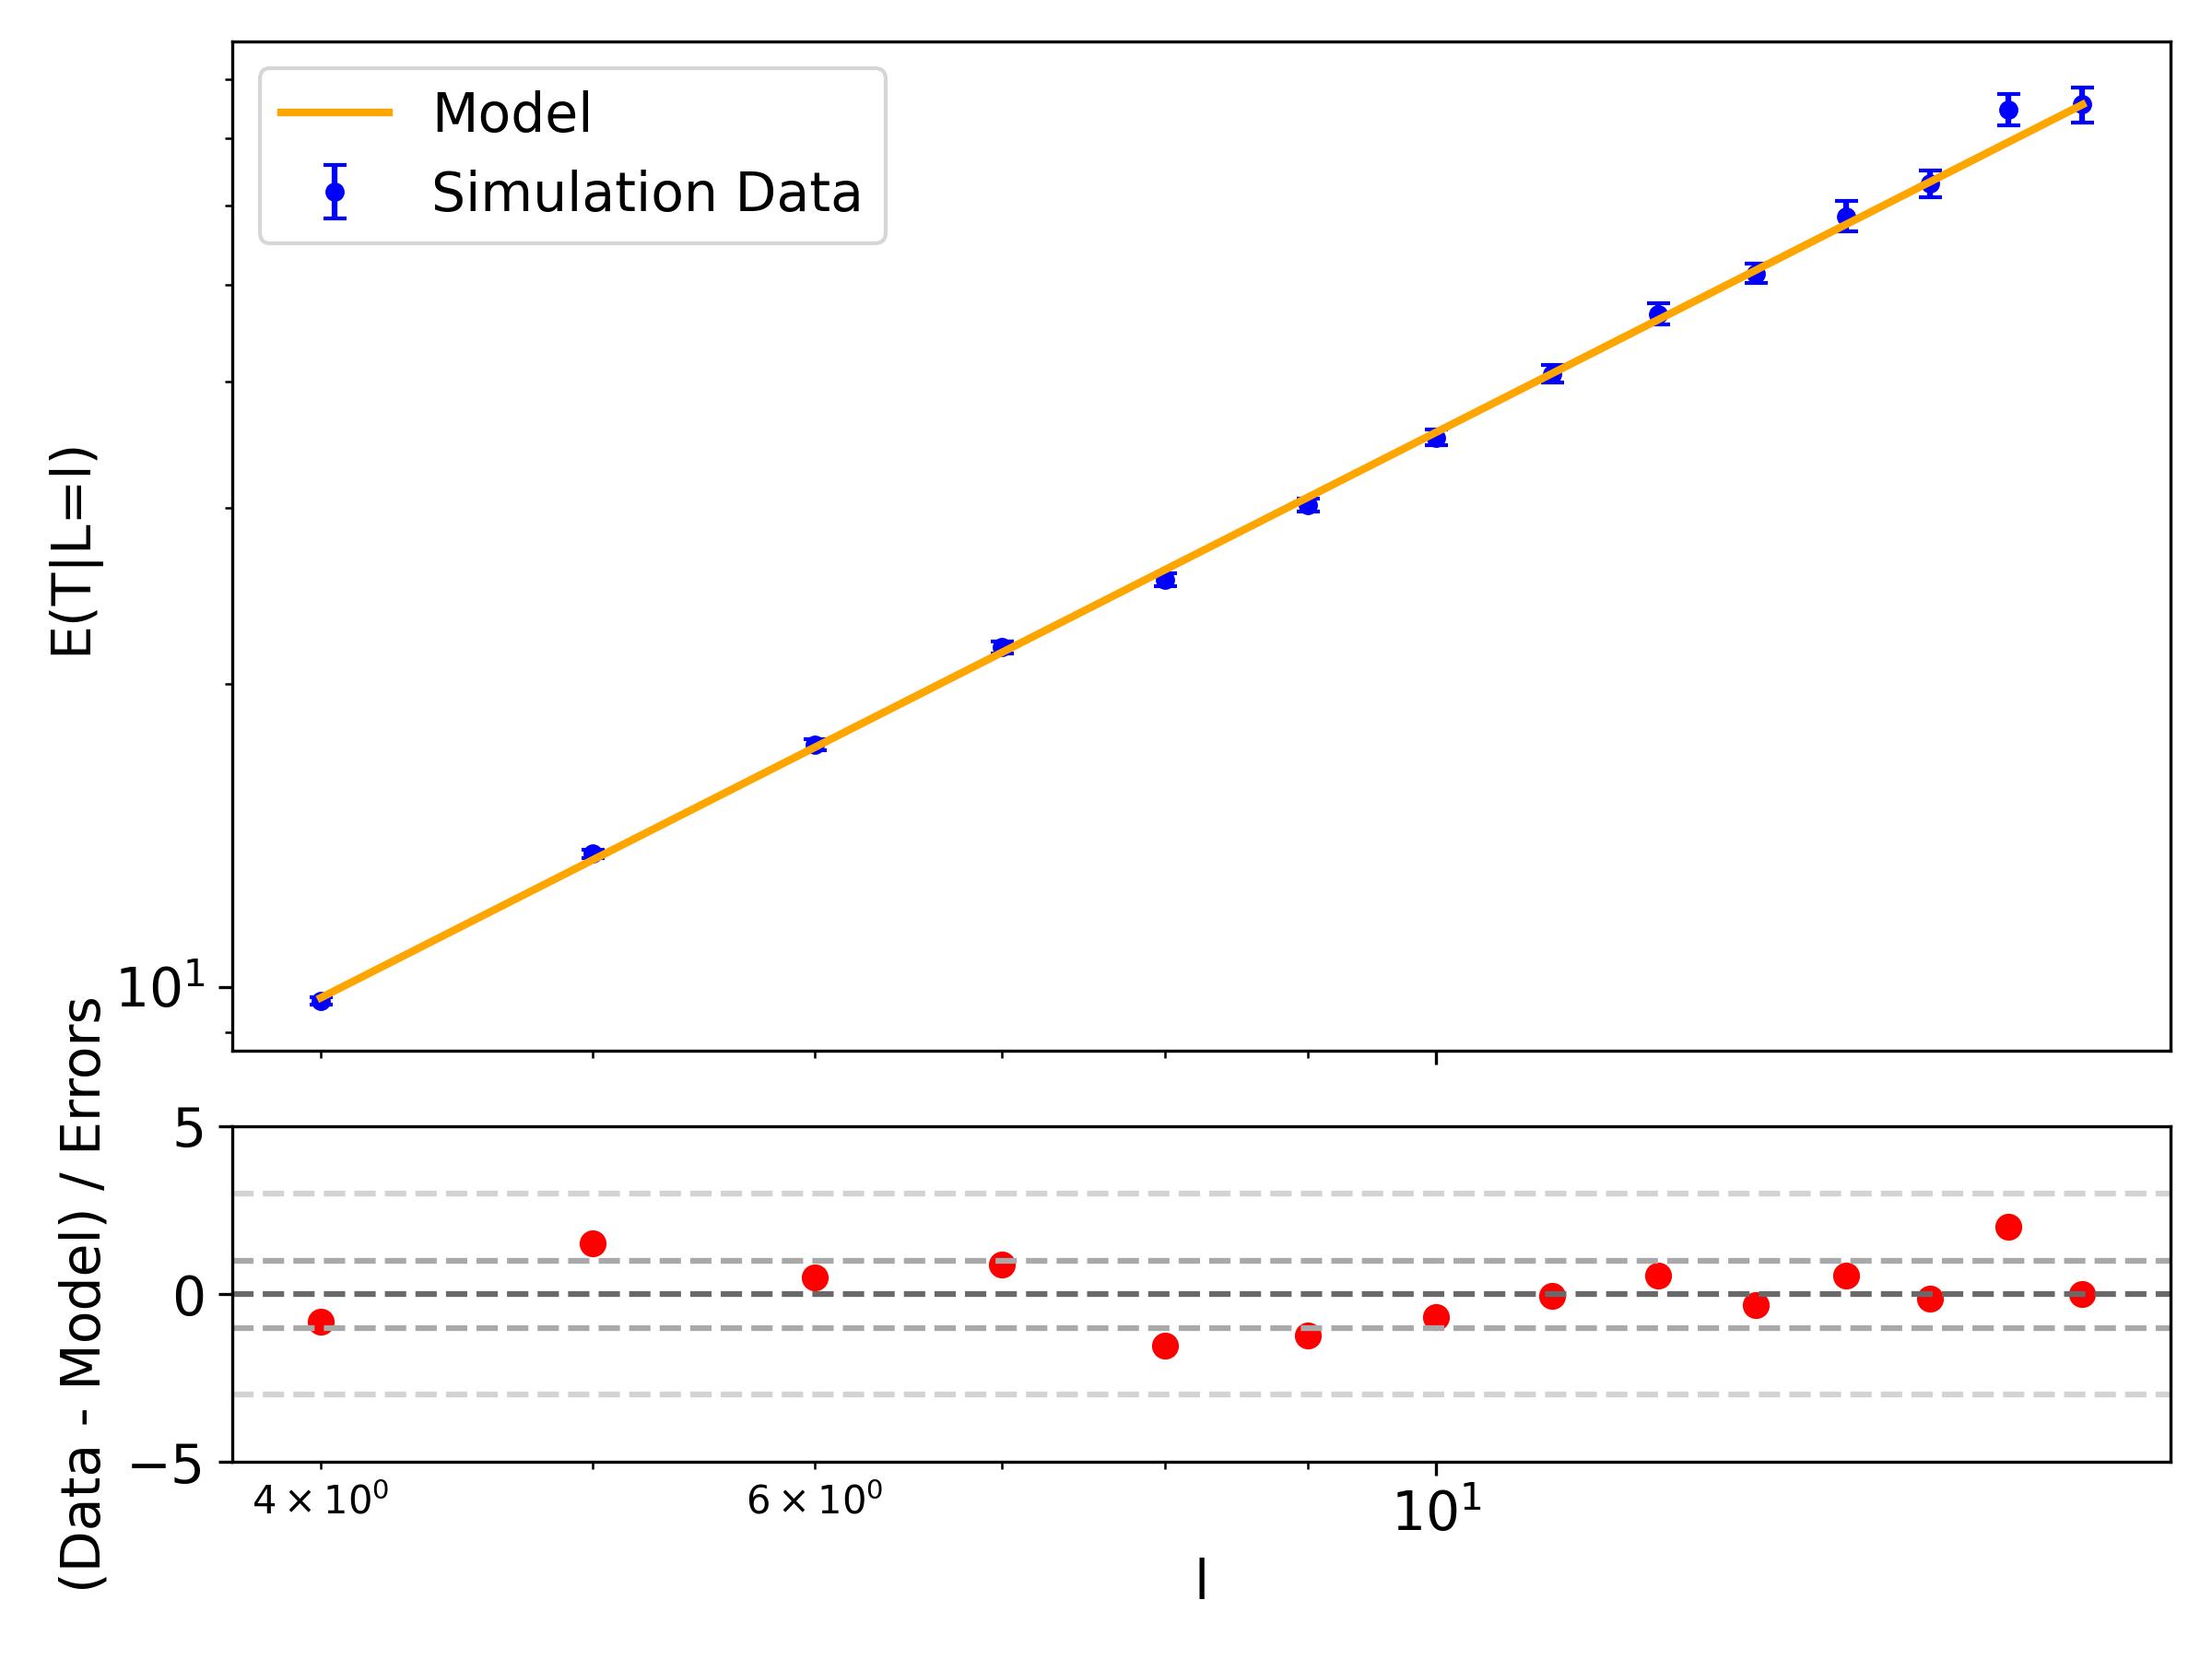 Model
Simulation Data
E(T|L=l)
10¹
(Data - Model) / Errors
5
0
−5
4 × 10⁰
6 × 10⁰
10¹
l